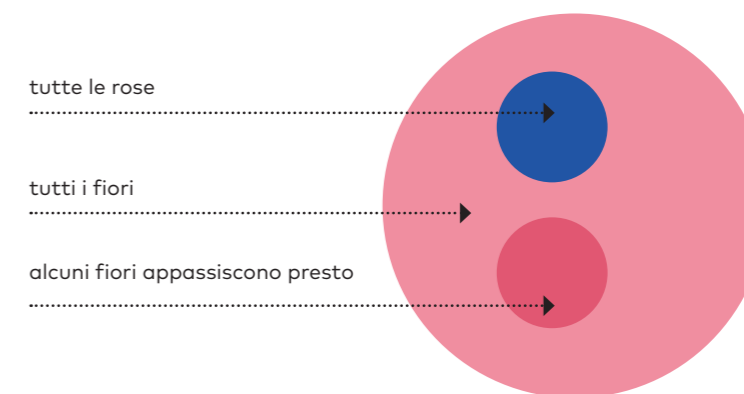 tutte le rose
tutti i fiori
alcuni fiori appassiscono presto